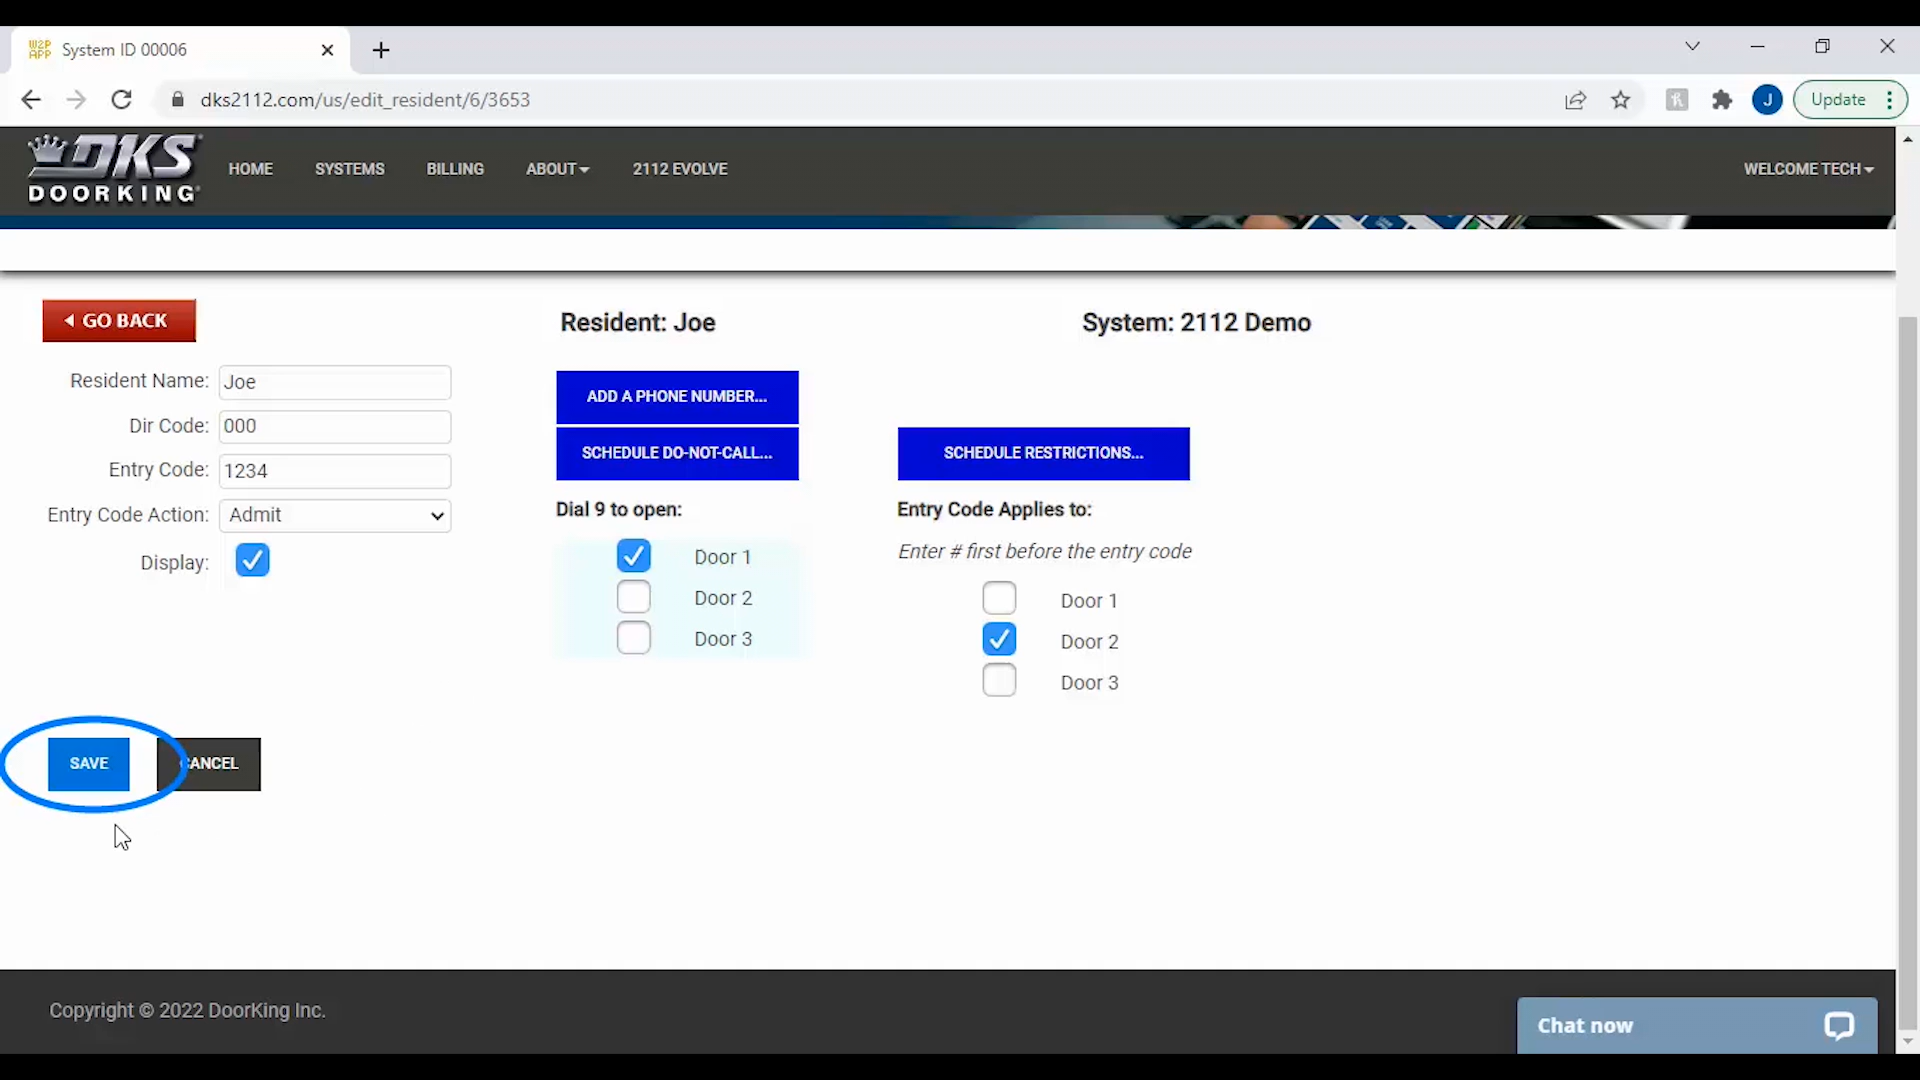 W2P
APP
System ID 00006
dks2112.com/us/edit_resident/6/3653
J
Update
DKS
DOORKING
HOME
SYSTEMS
BILLING
ABOUT
2112 EVOLVE
WELCOME TECH
GO BACK
Resident: Joe
System: 2112 Demo
Resident Name: Joe
Dir Code: 000
Entry Code: 1234
Entry Code Action: Admit
Display:
ADD A PHONE NUMBER...
SCHEDULE DO-NOT-CALL...
SCHEDULE RESTRICTIONS...
Dial 9 to open:
Door 1
Door 2
Door 3
Entry Code Applies to:
Enter # first before the entry code
Door 1
Door 2
Door 3
SAVE
CANCEL
Copyright © 2022 DoorKing Inc.
Chat now